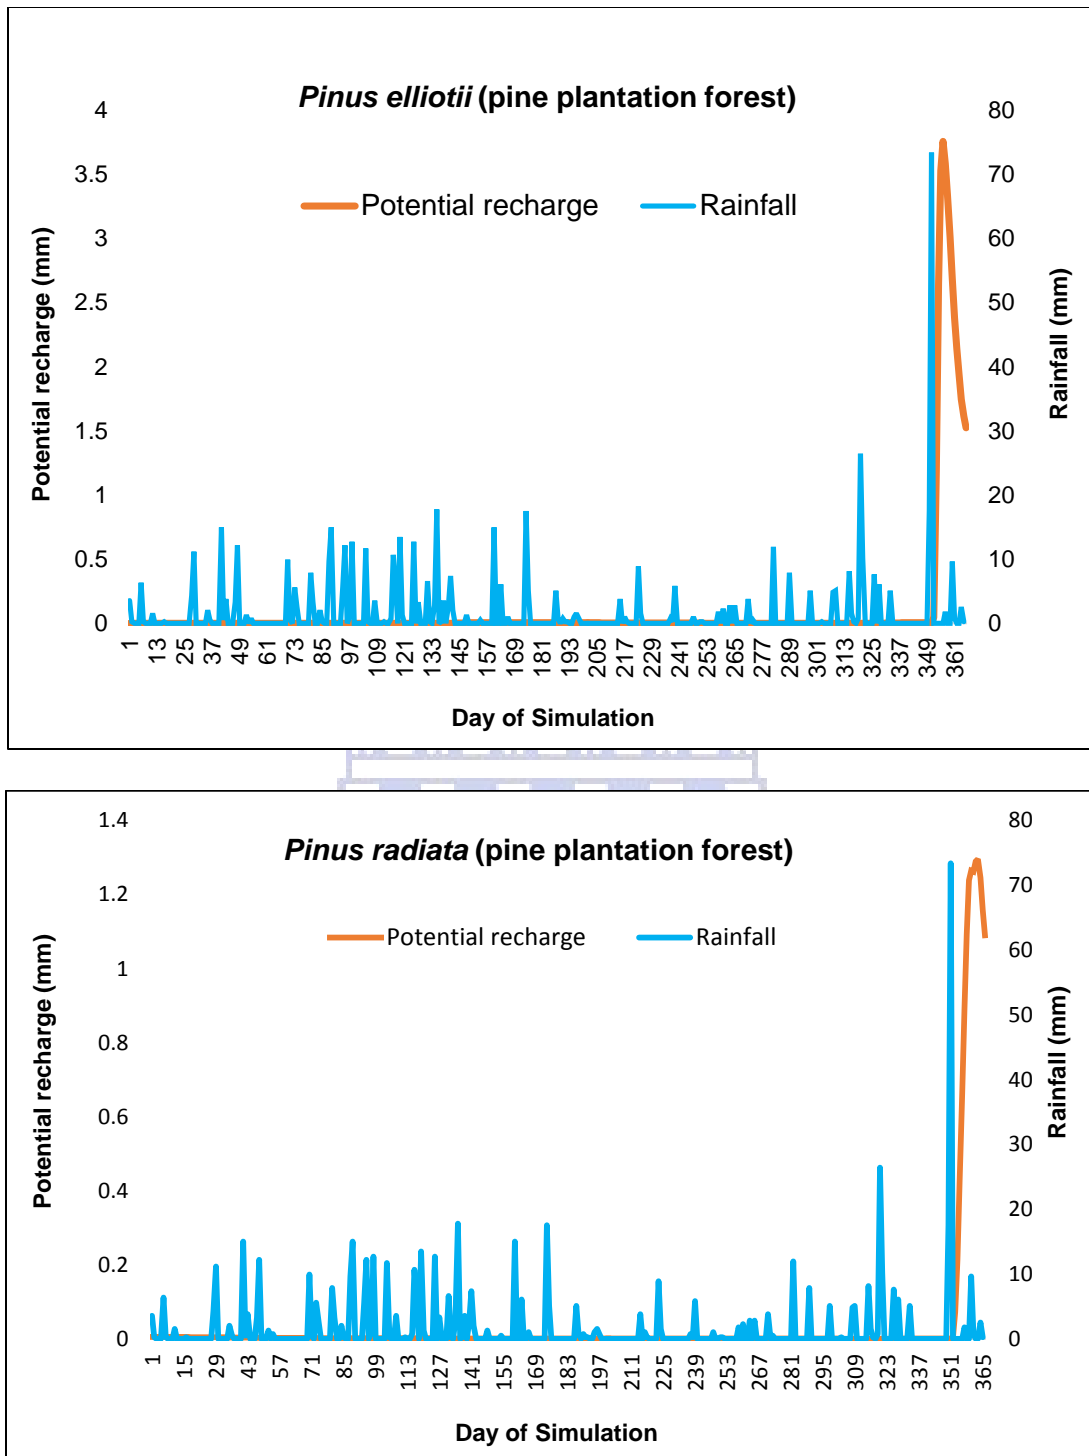 Pinus elliotii (pine plantation forest)
Potential recharge
Rainfall
Potential recharge (mm)
4
3.5
3
2.5
2
1.5
1
0.5
0
80
70
60
50
40
30
20
10
0
Rainfall (mm)
1 13 25 37 49 61 73 85 97 109 121 133 145 157 169 181 193 205 217 229 241 253 265 277 289 301 313 325 337 349 361
Day of Simulation
Pinus radiata (pine plantation forest)
Potential recharge
Rainfall
Potential recharge (mm)
1.4
1.2
1
0.8
0.6
0.4
0.2
0
80
70
60
50
40
30
20
10
0
Rainfall (mm)
1 15 29 43 57 71 85 99 113 127 141 155 169 183 197 211 225 239 253 267 281 295 309 323 337 351 365
Day of Simulation